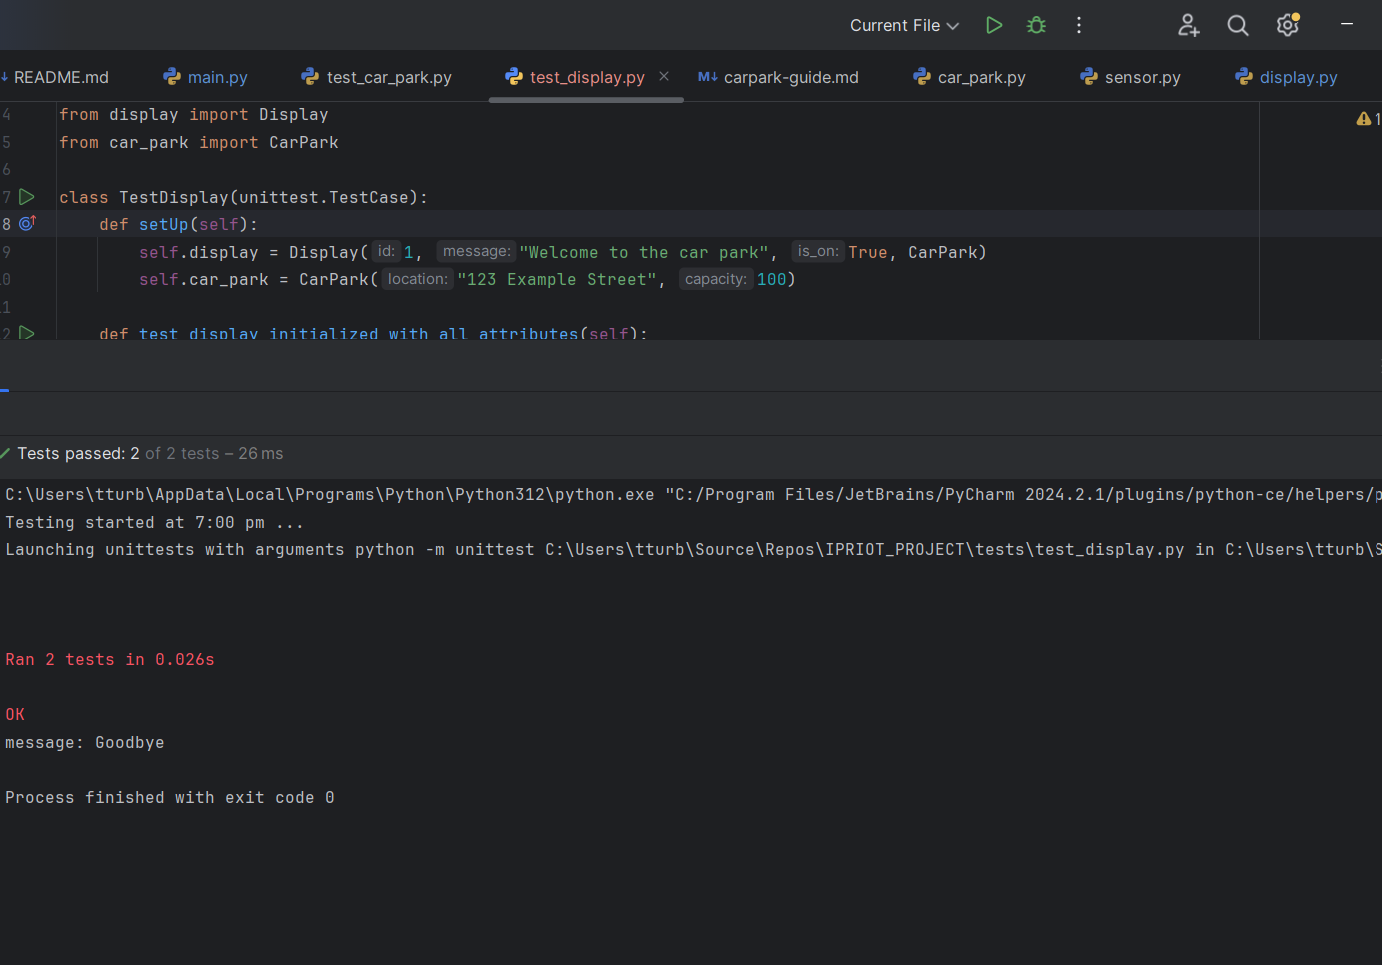 Current File
README.md main.py test_car_park.py test_display.py carpark-guide.md car_park.py sensor.py display.py
4 from display import Display
5 from car_park import CarPark
6
7 class TestDisplay(unittest.TestCase):
8 def setUp(self):
9 self.display = Display( id: 1, message: "Welcome to the car park", is_on: True, CarPark)
0 self.car_park = CarPark( location: "123 Example Street", capacity: 100)
1
2 def test_display_initialized_with_all_attributes(self):
1
Tests passed: 2 of 2 tests – 26 ms
C:\Users\tturb\AppData\Local\Programs\Python\Python312\python.exe "C:/Program Files/JetBrains/PyCharm 2024.2.1/plugins/python-ce/helpers/p
Testing started at 7:00 pm ...
Launching unittests with arguments python -m unittest C:\Users\tturb\Source\Repos\IPRIOT_PROJECT\tests\test_display.py in C:\Users\tturb\S
Ran 2 tests in 0.026s
OK
message: Goodbye
Process finished with exit code 0